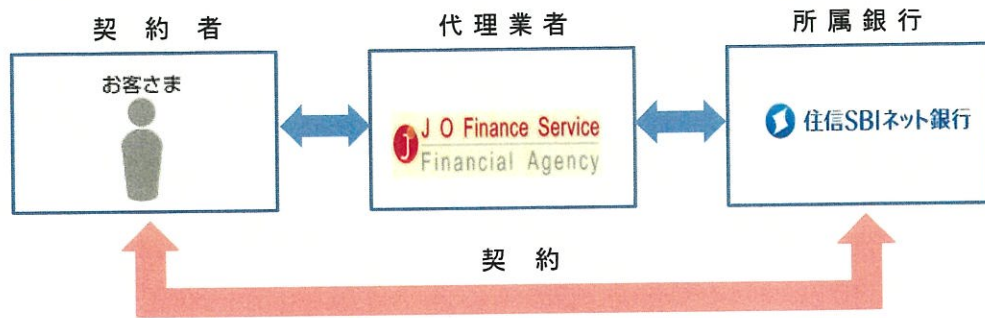 契約者
代理業者
所属銀行
お客さま
J
J O Finance Service
Financial Agency
住信SBIネット銀行
契約